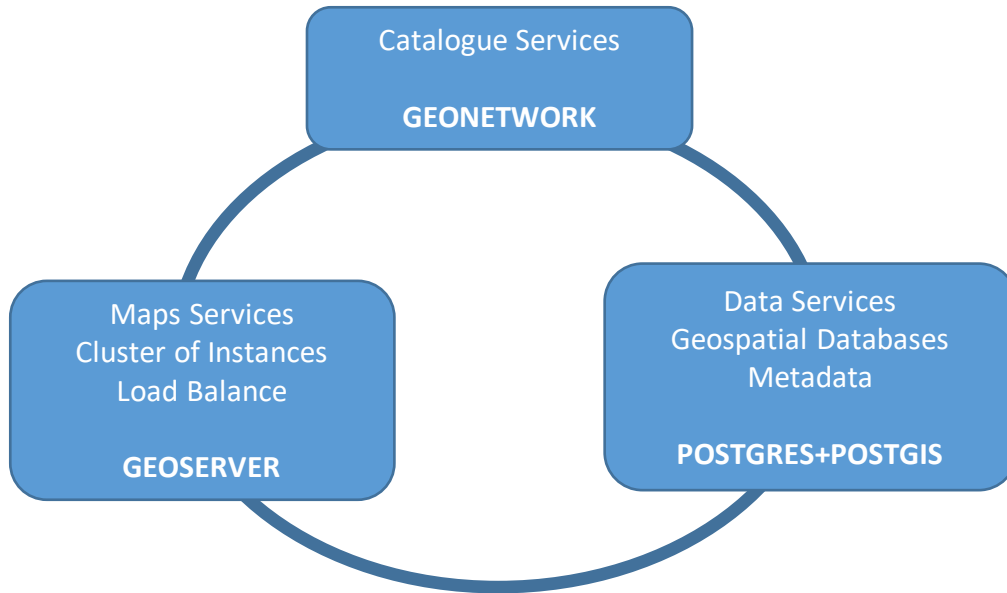 Catalogue Services
GEONETWORK
Maps Services
Cluster of Instances
Load Balance
GEOSERVER
Data Services
Geospatial Databases
Metadata
POSTGRES+POSTGIS